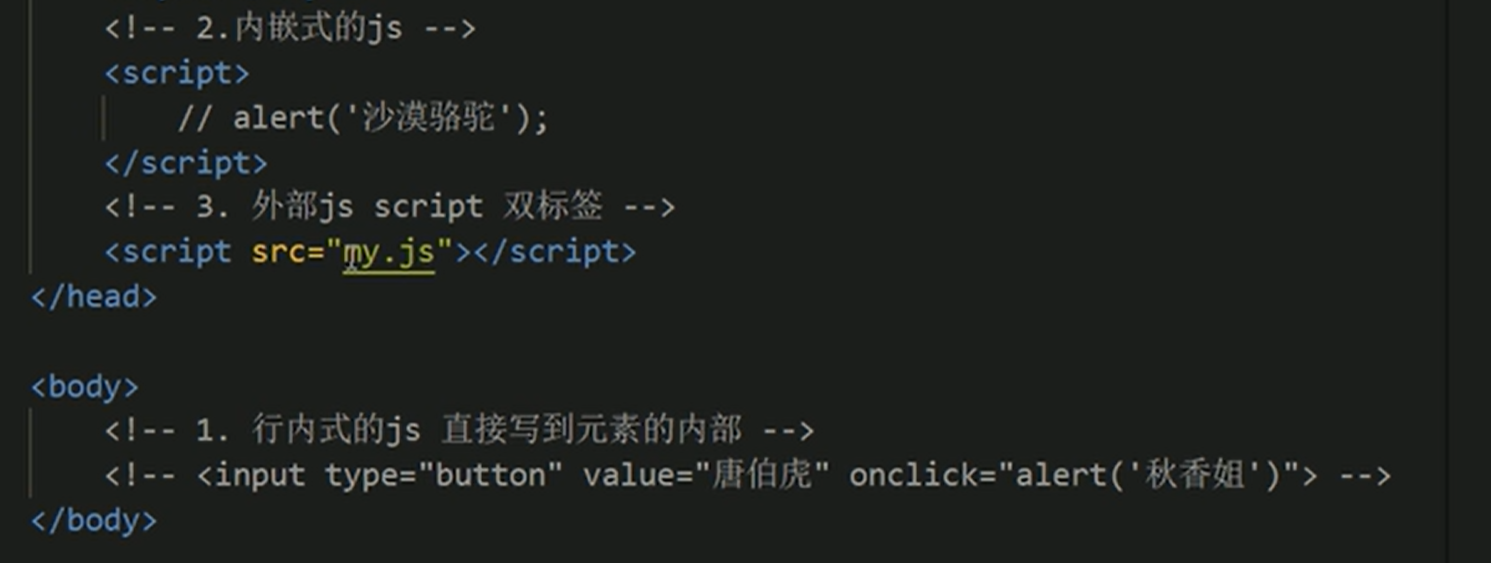 <!-- 2.内嵌式的js -->
<script>
// alert('沙漠骆驼');
</script>
<!-- 3. 外部js script 双标签 -->
<script src="my.js"></script>
</head>
<body>
<!-- 1. 行内式的js 直接写到元素的内部 -->
<!-- <input type="button" value="唐伯虎" onclick="alert('秋香姐')"> -->
</body>